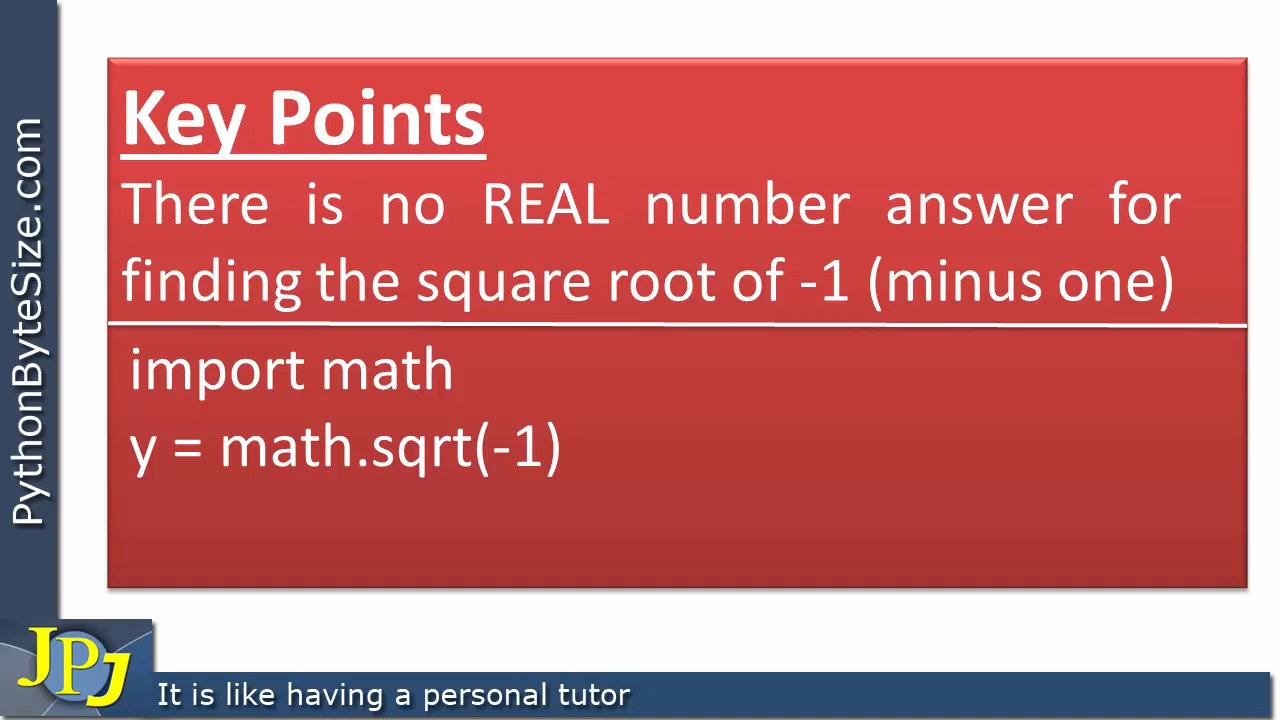 PythonByteSize.com
Key Points
There is no REAL number answer for
finding the square root of -1 (minus one)
import math
y = math.sqrt(-1)
JPJ
It is like having a personal tutor